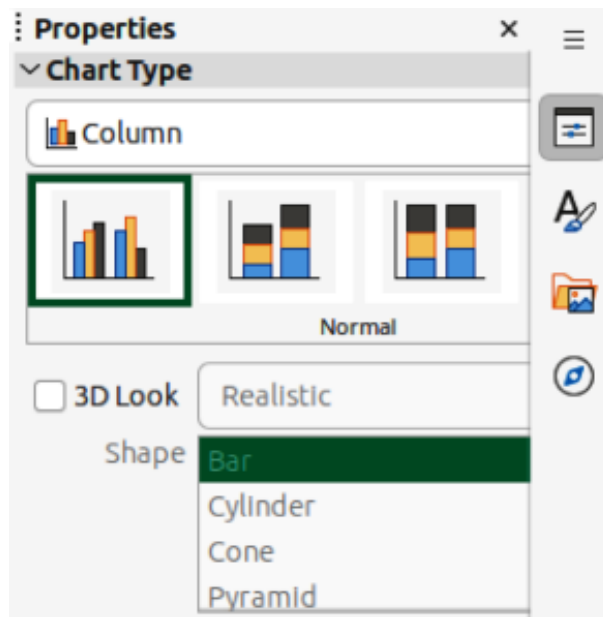 Properties
Chart Type
Column
Normal
3D Look Realistic
Shape Bar
Cylinder
Cone
Pyramid